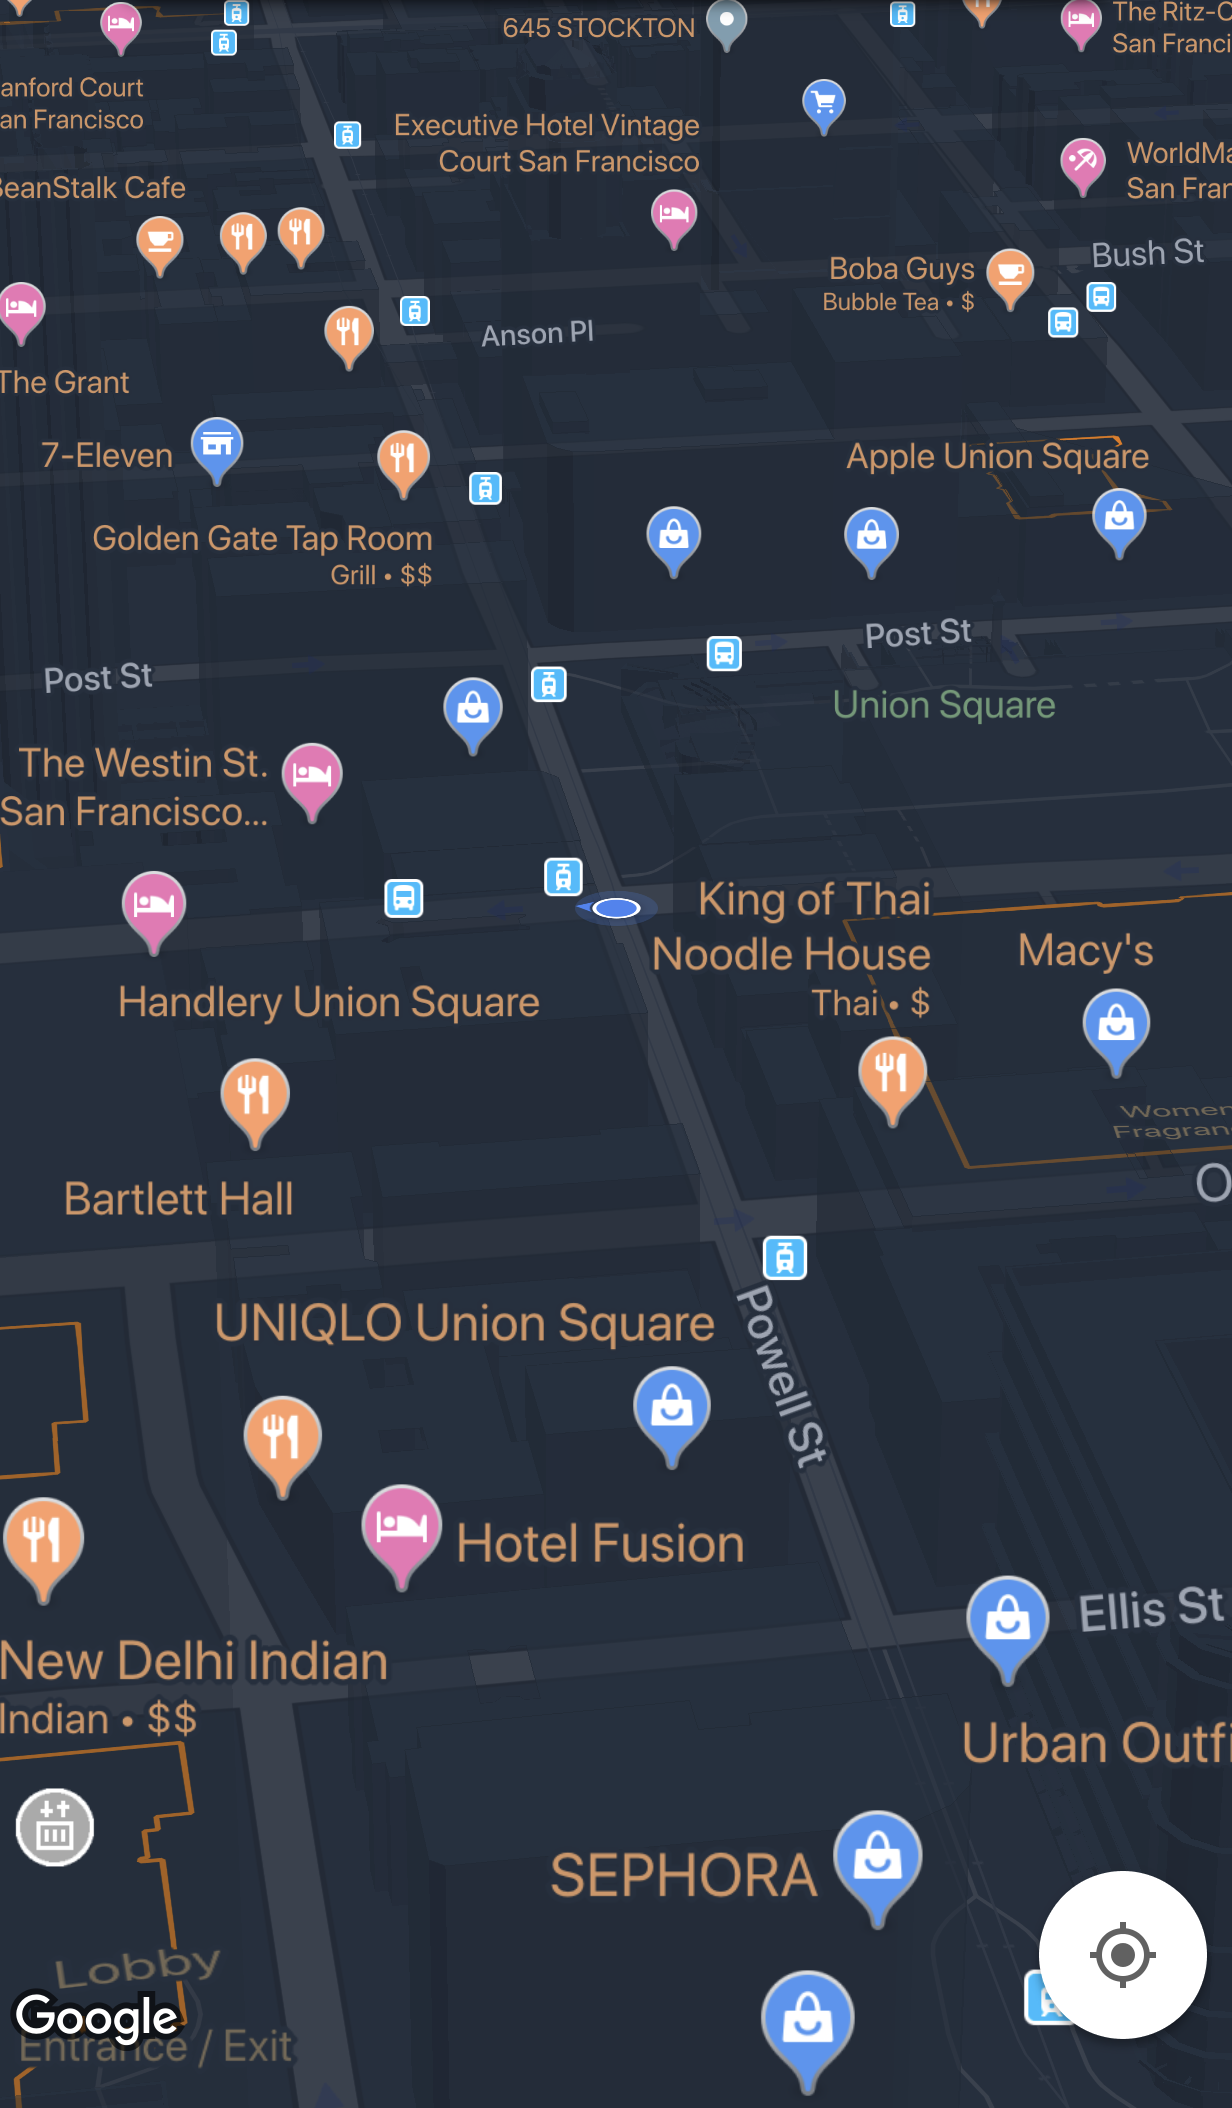 645 STOCKTON
The Ritz-C
San Franci
anford Court
an Francisco
Executive Hotel Vintage
Court San Francisco
WorldMa
San Fran
BeanStalk Cafe
Bush St
Boba Guys
Bubble Tea • $
Anson Pl
The Grant
7-Eleven
Apple Union Square
Golden Gate Tap Room
Grill • $$
Post St
Post St
Union Square
The Westin St.
San Francisco...
King of Thai
Noodle House
Thai • $
Macy's
Handlery Union Square
Women
Fragran
O
Bartlett Hall
UNIQLO Union Square
Powell St
Hotel Fusion
Ellis St
New Delhi Indian
Indian • $$
Urban Outfi
SEPHORA
Lobby
Google
Entrance / Exit